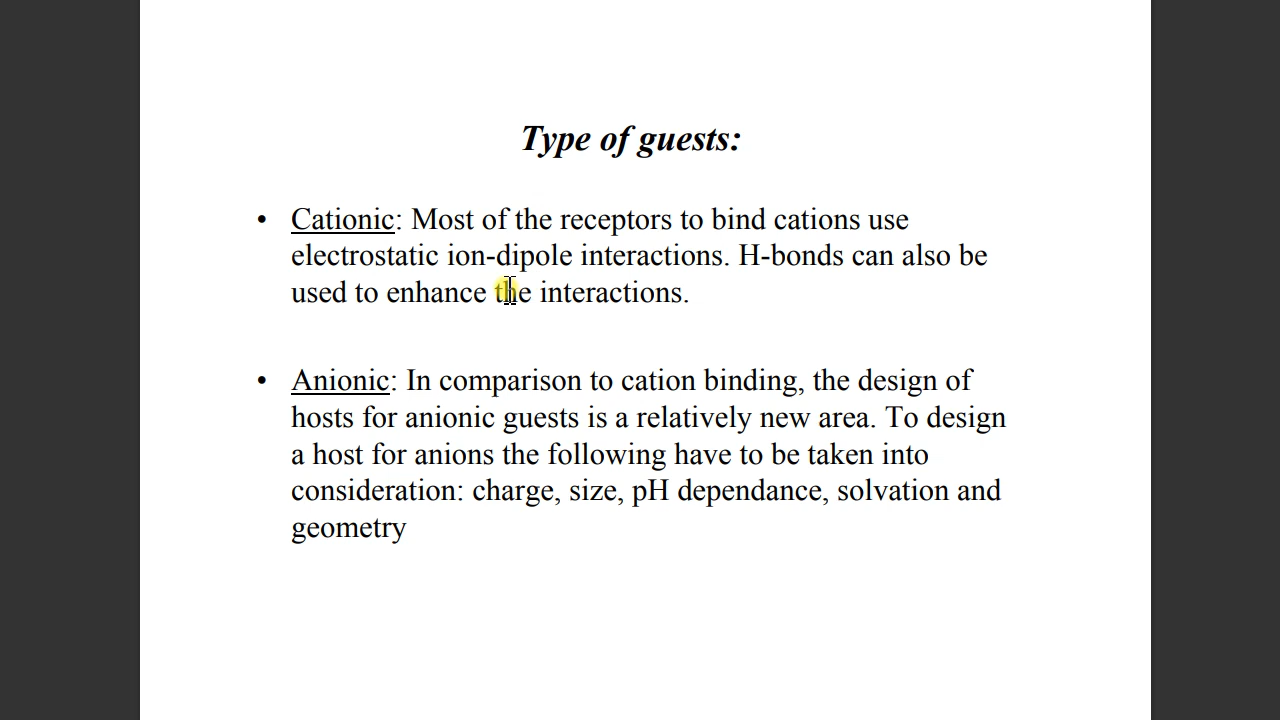 Type of guests:
• Cationic: Most of the receptors to bind cations use
electrostatic ion-dipole interactions. H-bonds can also be
used to enhance the interactions.
• Anionic: In comparison to cation binding, the design of
hosts for anionic guests is a relatively new area. To design
a host for anions the following have to be taken into
consideration: charge, size, pH dependance, solvation and
geometry